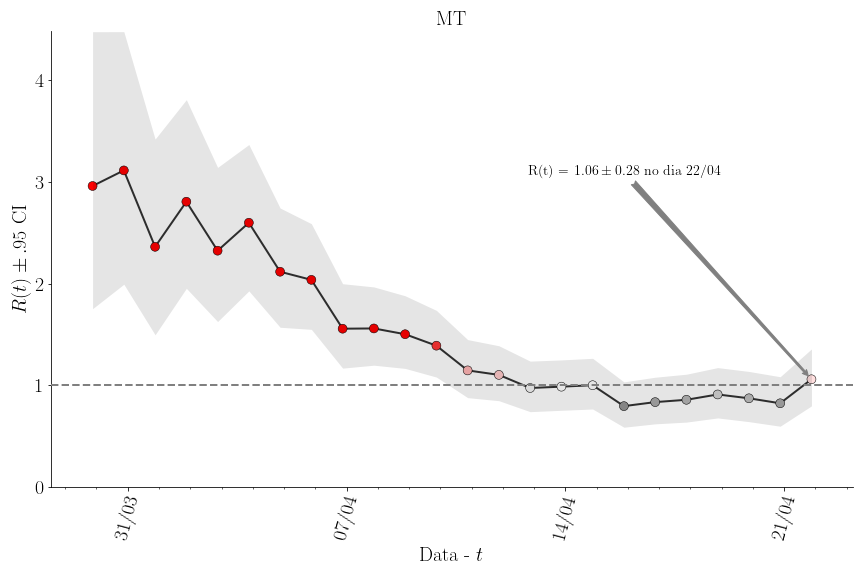 MT
R(t) ± .95 CI
4
3
2
1
0
R(t) = 1.06 ± 0.28 no dia 22/04
31/03
07/04
14/04
21/04
Data - t